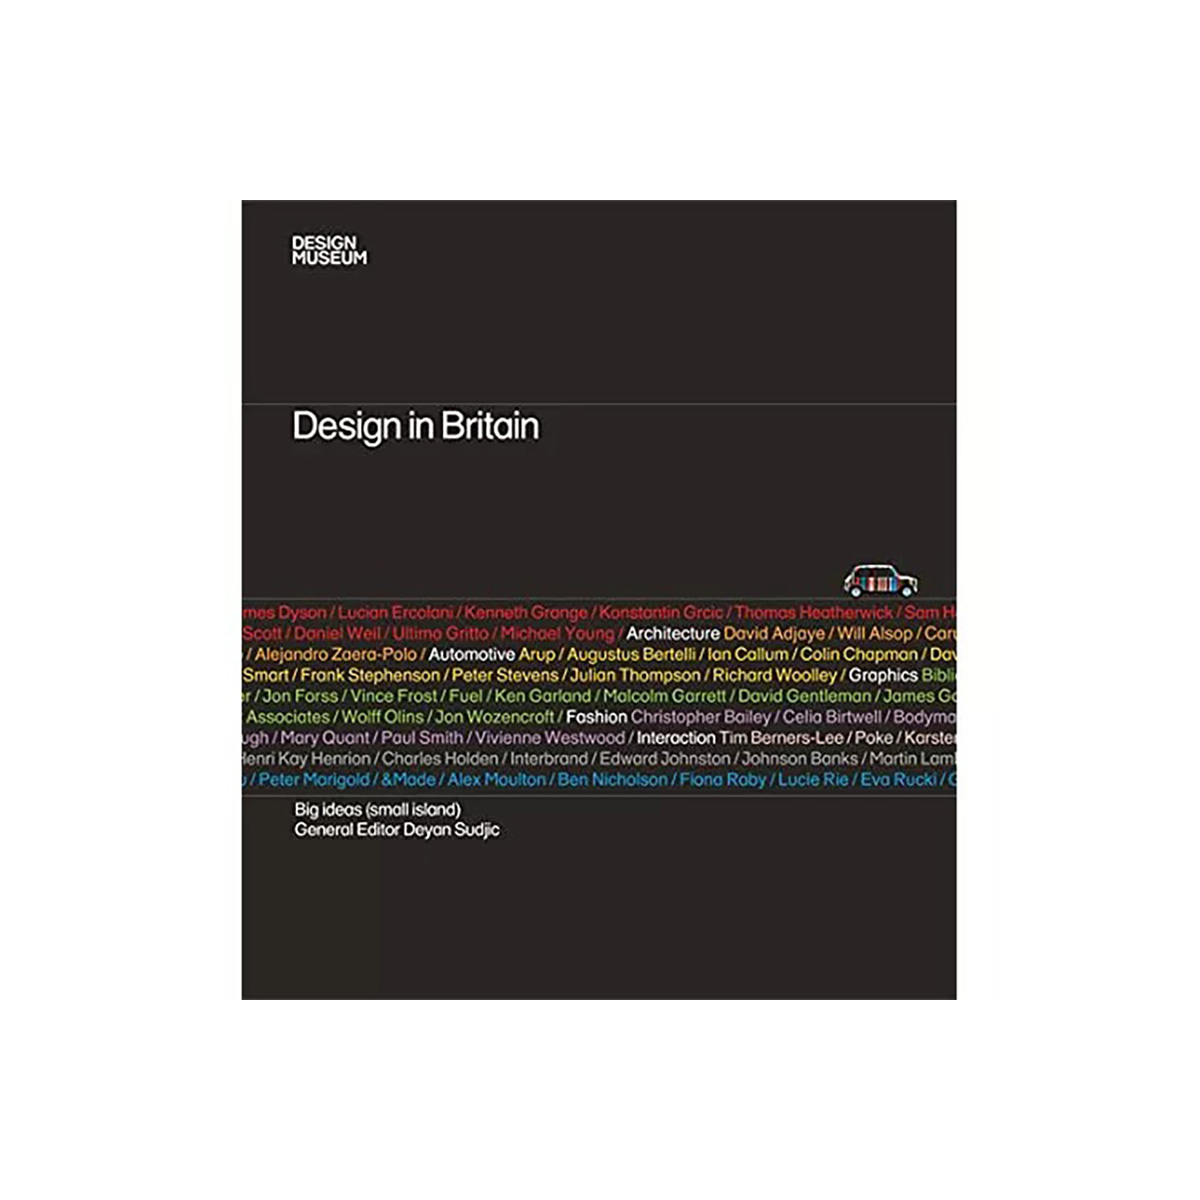 DESIGN
MUSEUM
Design in Britain
mes Dyson / Lucian Ercolani / Kenneth Grange / Konstantin Grcic / Thomas Heatherwick / Sam H
Scott / Daniel Weil / Ultimo Gritto / Michael Young / Architecture David Adjaye / Will Alsop / Caru
/ Alejandro Zaera-Polo / Automotive Arup / Augustus Bertelli / Ian Callum / Colin Chapman / Dav
Smart / Frank Stephenson / Peter Stevens / Julian Thompson / Richard Woolley / Graphics Bibli
r / Jon Forss / Vince Frost / Fuel / Ken Garland / Malcolm Garrett / David Gentleman / James Go
Associates / Wolff Olins / Jon Wozencroft / Fashion Christopher Bailey / Celia Birtwell / Bodyma
ugh / Mary Quant / Paul Smith / Vivienne Westwood / Interaction Tim Berners-Lee / Poke / Karste
Henri Kay Henrion / Charles Holden / Interbrand / Edward Johnston / Johnson Banks / Martin Lam
/ Peter Marigold / &Made / Alex Moulton / Ben Nicholson / Fiona Raby / Lucie Rie / Eva Rucki / G
Big ideas (small island)
General Editor Deyan Sudjic